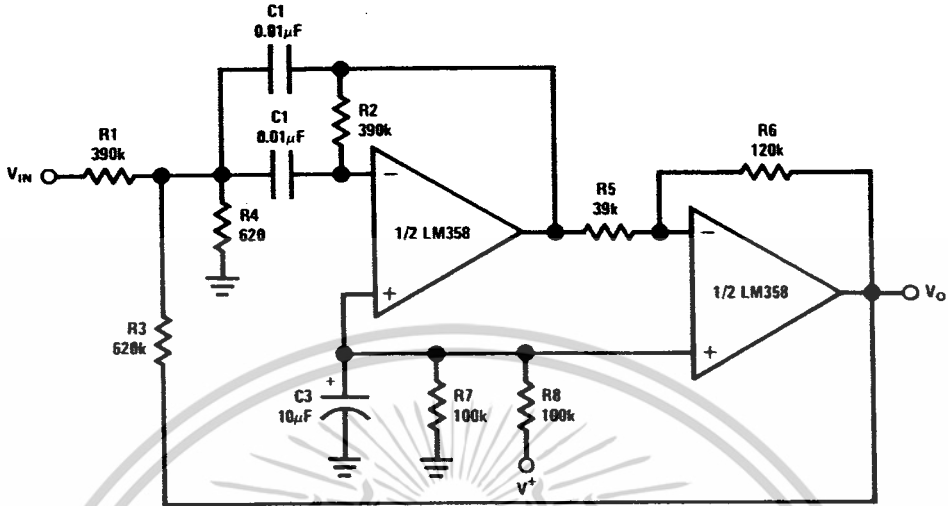 C1
0.01µF
C1
0.01µF
R2
390k
R1
390k
VIN
R4
620
1/2 LM358
R5
39k
R6
120k
1/2 LM358
VO
R3
620k
C3
10µF
+
R7
100k
R8
100k
V+